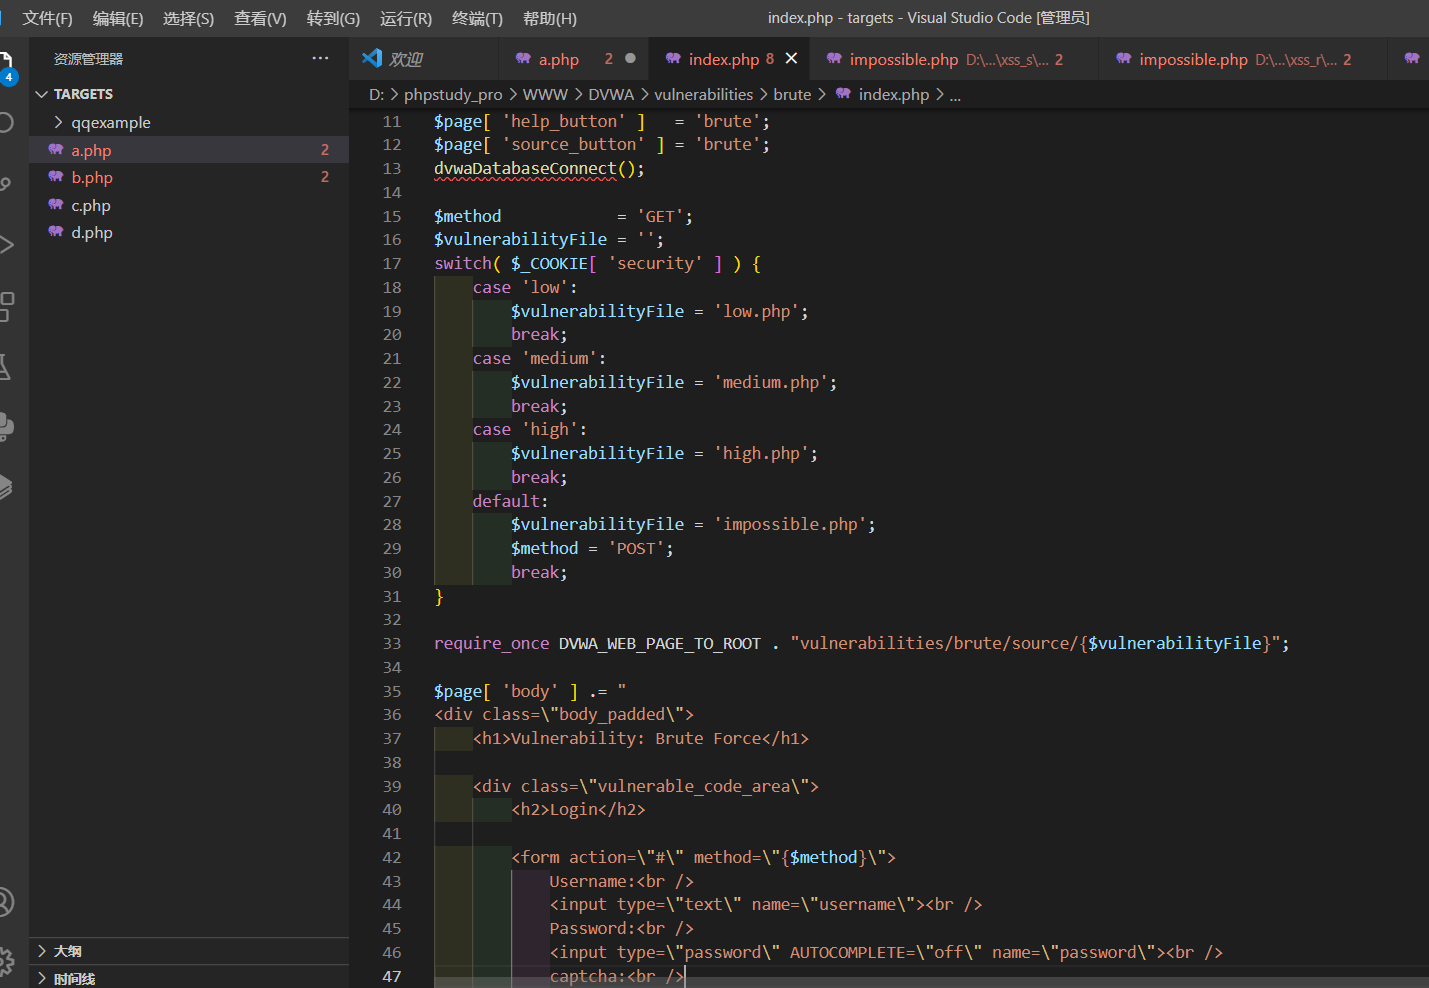 文件(F) 编辑(E) 选择(S) 查看(V) 转到(G) 运行(R) 终端(T) 帮助(H) index.php - targets - Visual Studio Code [管理员]
4
资源管理器 ···
TARGETS
qqexample
a.php 2
b.php 2
c.php
d.php
大纲
时间线
欢迎 a.php 2 index.php 8 impossible.php D:\...\xss_s\... 2 impossible.php D:\...\xss_r\... 2
D: > phpstudy_pro > WWW > DVWA > vulnerabilities > brute > index.php > ...
11 $page[ 'help_button' ]   = 'brute';
12 $page[ 'source_button' ] = 'brute';
13 dvwaDatabaseConnect();
14
15 $method            = 'GET';
16 $vulnerabilityFile = '';
17 switch( $_COOKIE[ 'security' ] ) {
18     case 'low':
19         $vulnerabilityFile = 'low.php';
20         break;
21     case 'medium':
22         $vulnerabilityFile = 'medium.php';
23         break;
24     case 'high':
25         $vulnerabilityFile = 'high.php';
26         break;
27     default:
28         $vulnerabilityFile = 'impossible.php';
29         $method = 'POST';
30         break;
31 }
32
33 require_once DVWA_WEB_PAGE_TO_ROOT . "vulnerabilities/brute/source/{$vulnerabilityFile}";
34
35 $page[ 'body' ] .= "
36 <div class=\"body_padded\">
37     <h1>Vulnerability: Brute Force</h1>
38
39     <div class=\"vulnerable_code_area\">
40         <h2>Login</h2>
41
42         <form action=\"#\" method=\"{$method}\">
43             Username:<br />
44             <input type=\"text\" name=\"username\"><br />
45             Password:<br />
46             <input type=\"password\" AUTOCOMPLETE=\"off\" name=\"password\"><br />
47             captcha:<br />